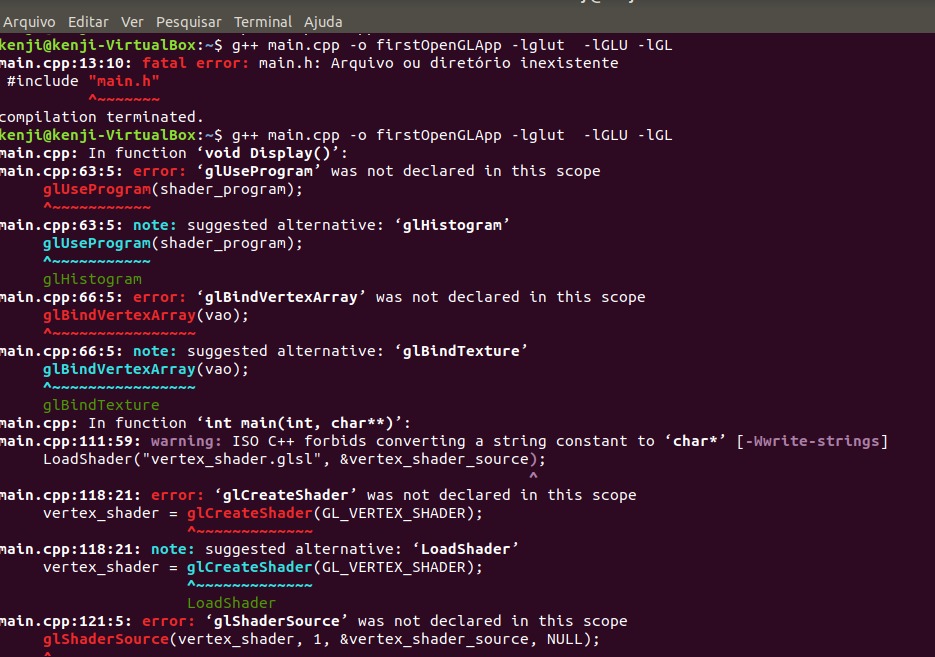 Arquivo Editar Ver Pesquisar Terminal Ajuda
kenji@kenji-VirtualBox:~$ g++ main.cpp -o firstOpenGLApp -lglut  -lGLU -lGL
main.cpp:13:10: fatal error: main.h: Arquivo ou diretório inexistente
 #include "main.h"
          ^~~~~~~~
compilation terminated.
kenji@kenji-VirtualBox:~$ g++ main.cpp -o firstOpenGLApp -lglut  -lGLU -lGL
main.cpp: In function ‘void Display()’:
main.cpp:63:5: error: ‘glUseProgram’ was not declared in this scope
     glUseProgram(shader_program);
     ^~~~~~~~~~~~
main.cpp:63:5: note: suggested alternative: ‘glHistogram’
     glUseProgram(shader_program);
     ^~~~~~~~~~~~
     glHistogram
main.cpp:66:5: error: ‘glBindVertexArray’ was not declared in this scope
     glBindVertexArray(vao);
     ^~~~~~~~~~~~~~~~~
main.cpp:66:5: note: suggested alternative: ‘glBindTexture’
     glBindVertexArray(vao);
     ^~~~~~~~~~~~~~~~~
     glBindTexture
main.cpp: In function ‘int main(int, char**)’:
main.cpp:111:59: warning: ISO C++ forbids converting a string constant to ‘char*’ [-Wwrite-strings]
     LoadShader("vertex_shader.glsl", &vertex_shader_source);
                                                           ^
main.cpp:118:21: error: ‘glCreateShader’ was not declared in this scope
     vertex_shader = glCreateShader(GL_VERTEX_SHADER);
                     ^~~~~~~~~~~~~~
main.cpp:118:21: note: suggested alternative: ‘LoadShader’
     vertex_shader = glCreateShader(GL_VERTEX_SHADER);
                     ^~~~~~~~~~~~~~
                     LoadShader
main.cpp:121:5: error: ‘glShaderSource’ was not declared in this scope
     glShaderSource(vertex_shader, 1, &vertex_shader_source, NULL);
     ^